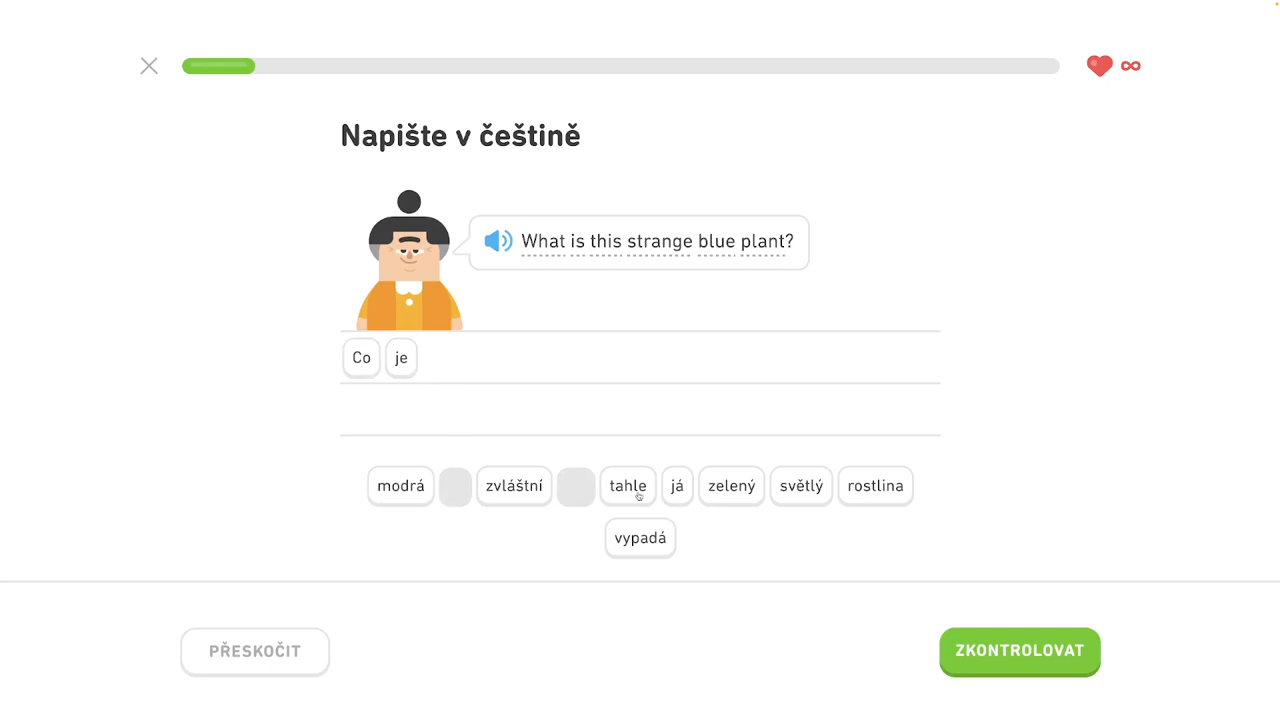 Napište v češtině
What is this strange blue plant?
Co je
modrá zvláštní tahle já zelený světlý rostlina
vypadá
PŘESKOČIT
ZKONTROLOVAT